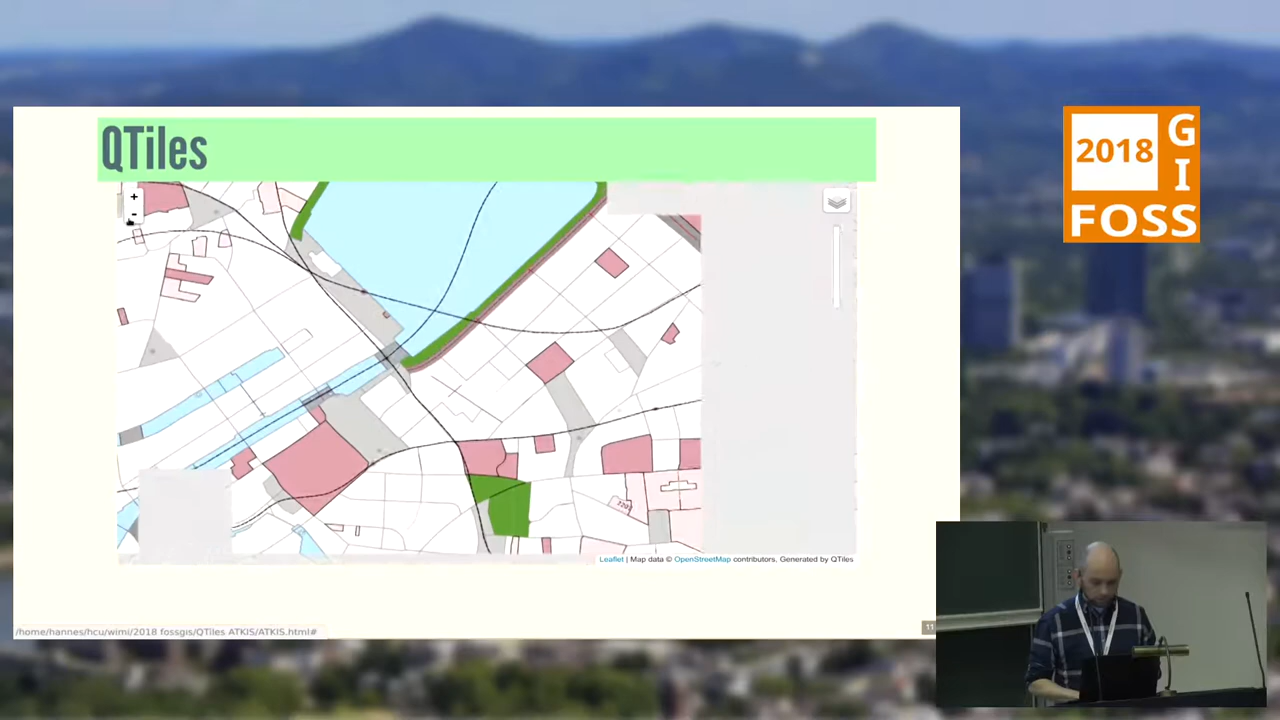 QTiles
+
-
Leaflet | Map data © OpenStreetMap contributors. Generated by QTiles
/home/hannes/hcu/wimi/2018 fossgis/QTiles ATKIS/ATKIS.html#
11
2018
G
I
FOSS